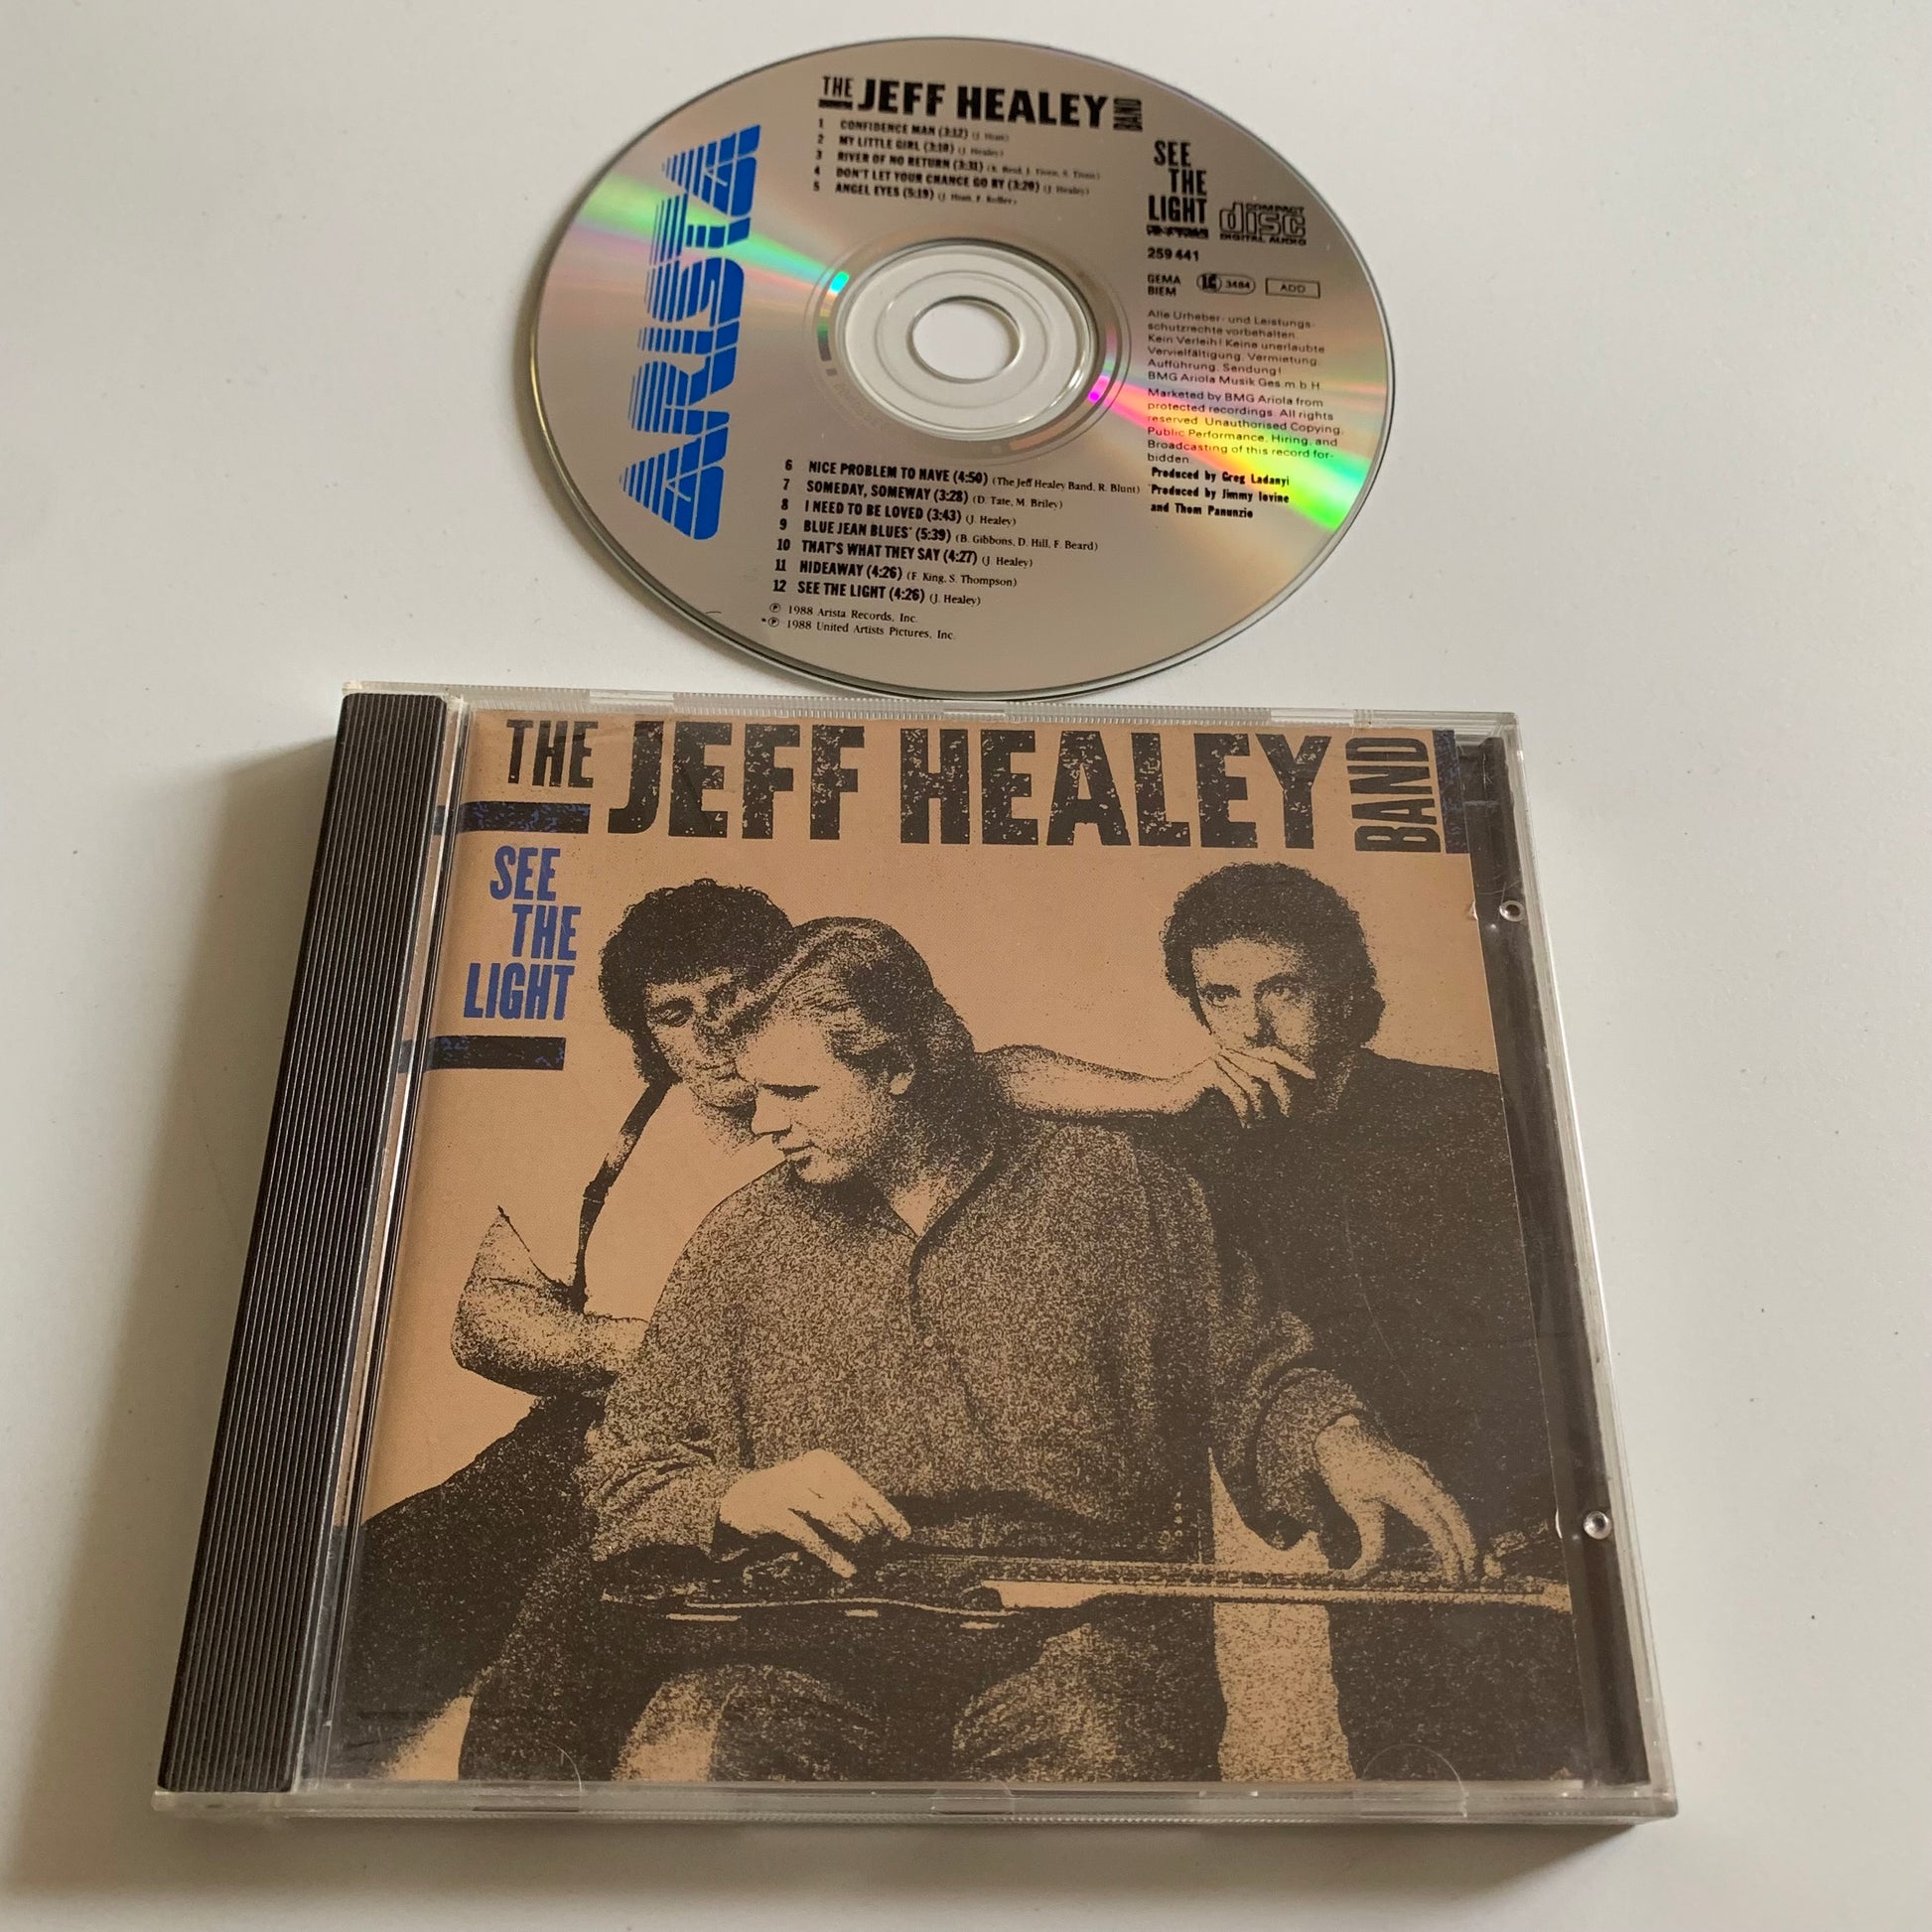 THE JEFF HEALEY BAND
1 CONFIDENCE MAN (3:12) (J. Hiatt)
2 MY LITTLE GIRL (3:10) (J. Healey)
3 RIVER OF NO RETURN (3:31)
4 DON'T LET YOUR CHANCE GO BY (3:20) (J. Healey)
5 ANGEL EYES (5:19)
ARISTA
SEE
THE
LIGHT
COMPACT
disc
DIGITAL AUDIO
259 441
GEMA
BIEM
LC 3484
ADD
Alle Urheber- und Leistungs-
schutzrechte vorbehalten.
Kein Verleih! Keine unerlaubte
Vervielfältigung, Vermietung,
Aufführung, Sendung!
BMG Ariola Musik Ges.m.b.H.
Marketed by BMG Ariola from
protected recordings. All rights
reserved. Unauthorised Copying,
Public Performance, Hiring, and
Broadcasting of this record for-
bidden.
Produced by Greg Ladanyi
*Produced by Jimmy Iovine
and Thom Panunzio
6 NICE PROBLEM TO HAVE (4:50) (The Jeff Healey Band, R. Blunt)
7 SOMEDAY, SOMEWAY (3:28) (D. Tate, M. Briley)
8 I NEED TO BE LOVED (3:43) (J. Healey)
9 BLUE JEAN BLUES* (5:39) (B. Gibbons, D. Hill, F. Beard)
10 THAT'S WHAT THEY SAY (4:27) (J. Healey)
11 HIDEAWAY (4:26) (F. King, S. Thompson)
12 SEE THE LIGHT (4:26) (J. Healey)
℗ 1988 Arista Records, Inc.
*℗ 1988 United Artists Pictures, Inc.
THE JEFF HEALEY BAND
SEE
THE
LIGHT